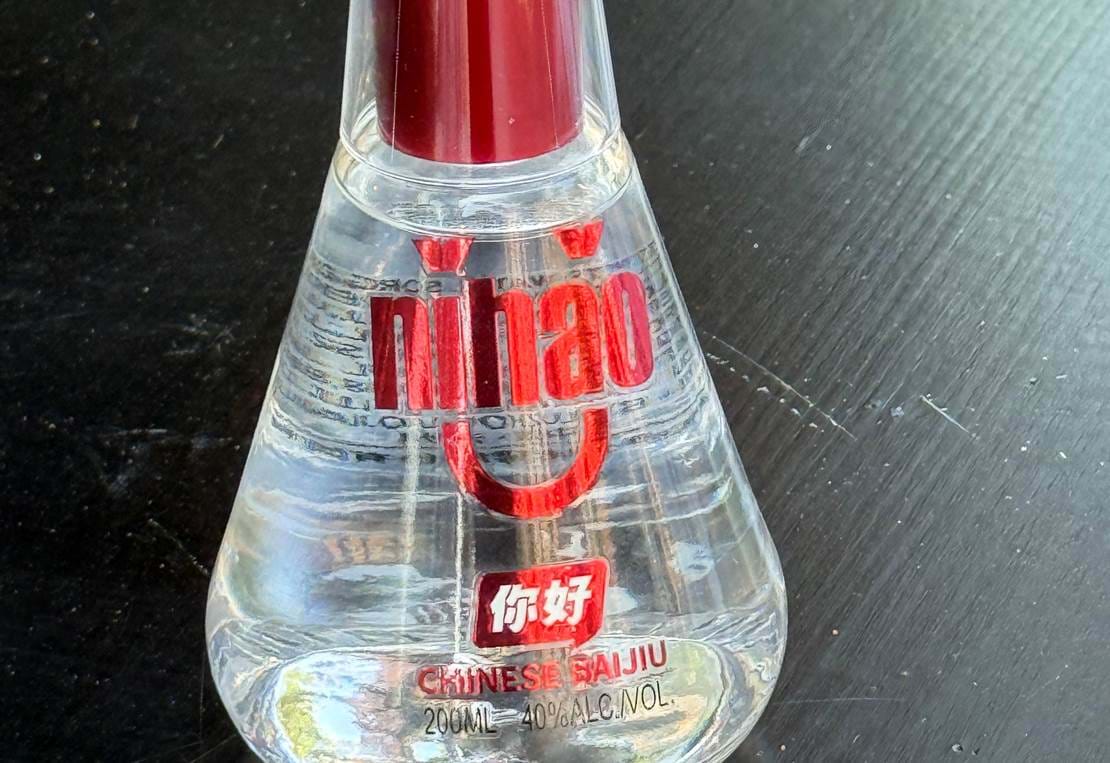 nǐhǎo
你好
CHINESE BAIJIU
200ML 40%ALC./VOL.